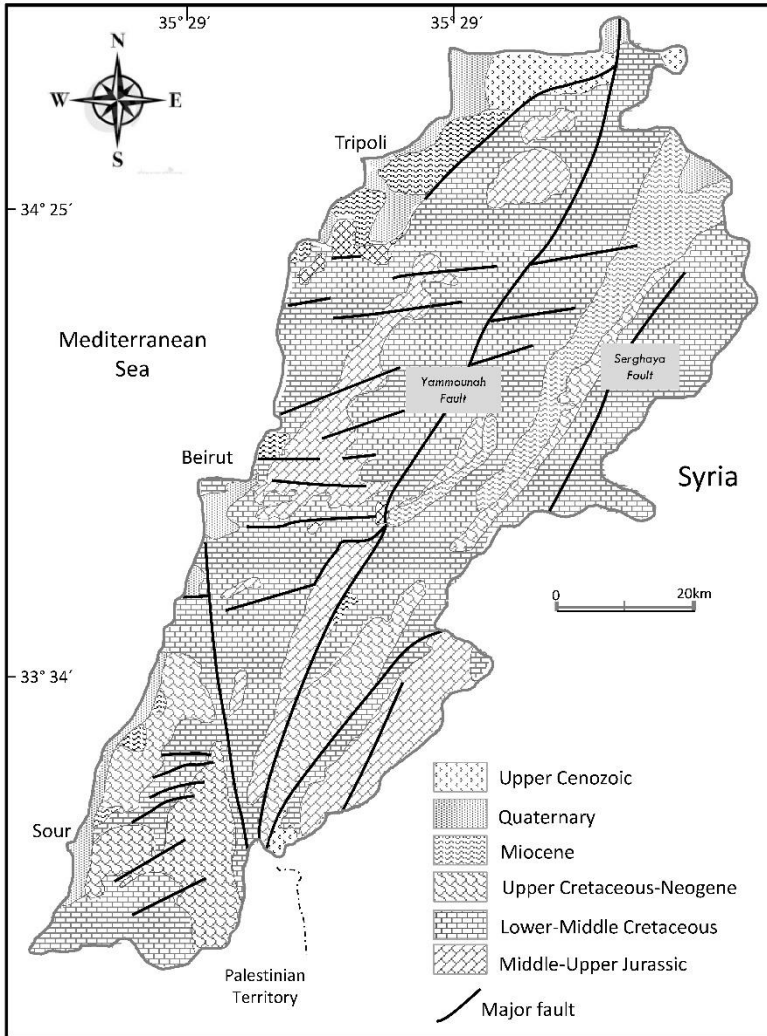 35° 29´ 35° 29´
N
W E
S
Tripoli
34° 25´
Mediterranean
Sea
Yammounah
Fault
Serghaya
Fault
Beirut
Syria
0 20km
33° 34´
Upper Cenozoic
Quaternary
Miocene
Sour
Upper Cretaceous-Neogene
Lower-Middle Cretaceous
Middle-Upper Jurassic
Palestinian
Territory
Major fault